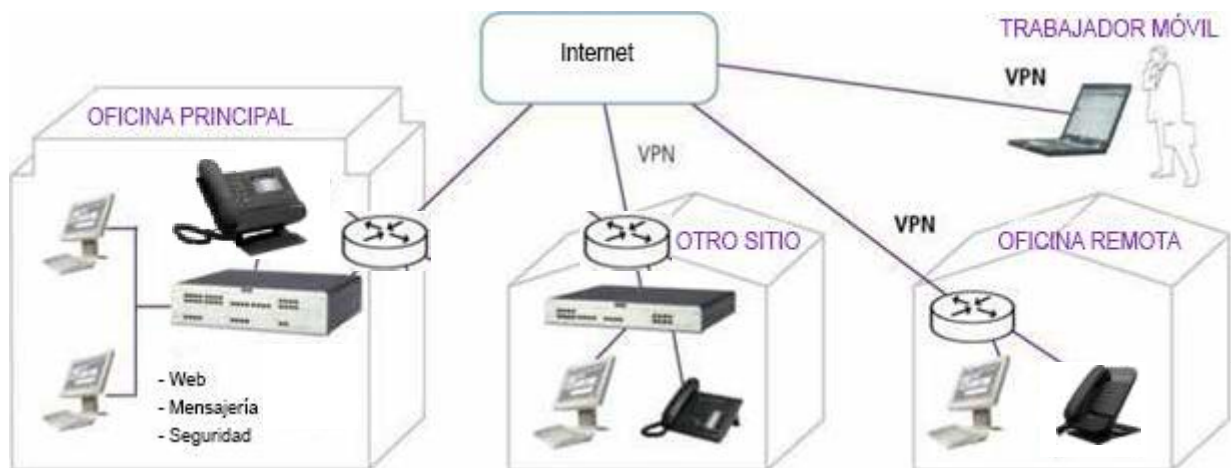 Internet
TRABAJADOR MÓVIL
VPN
OFICINA PRINCIPAL
VPN
OTRO SITIO
VPN
OFICINA REMOTA
- Web
- Mensajería
- Seguridad